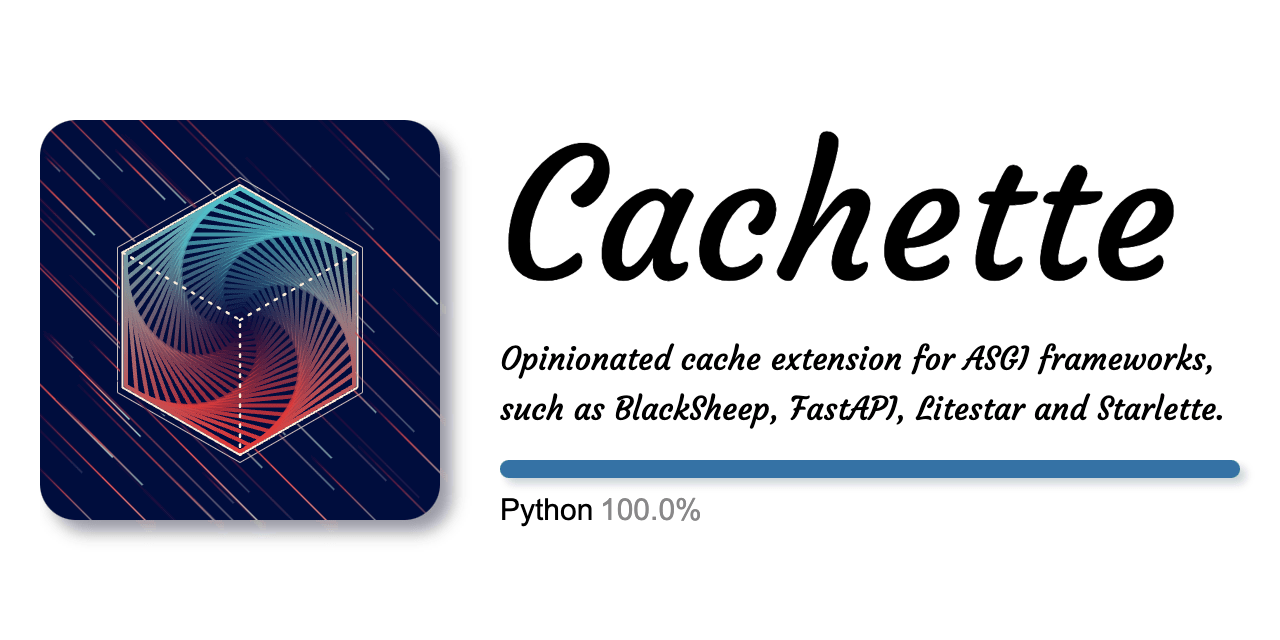 Cachette
Opinionated cache extension for ASGI frameworks,
such as BlackSheep, FastAPI, Litestar and Starlette.
Python 100.0%